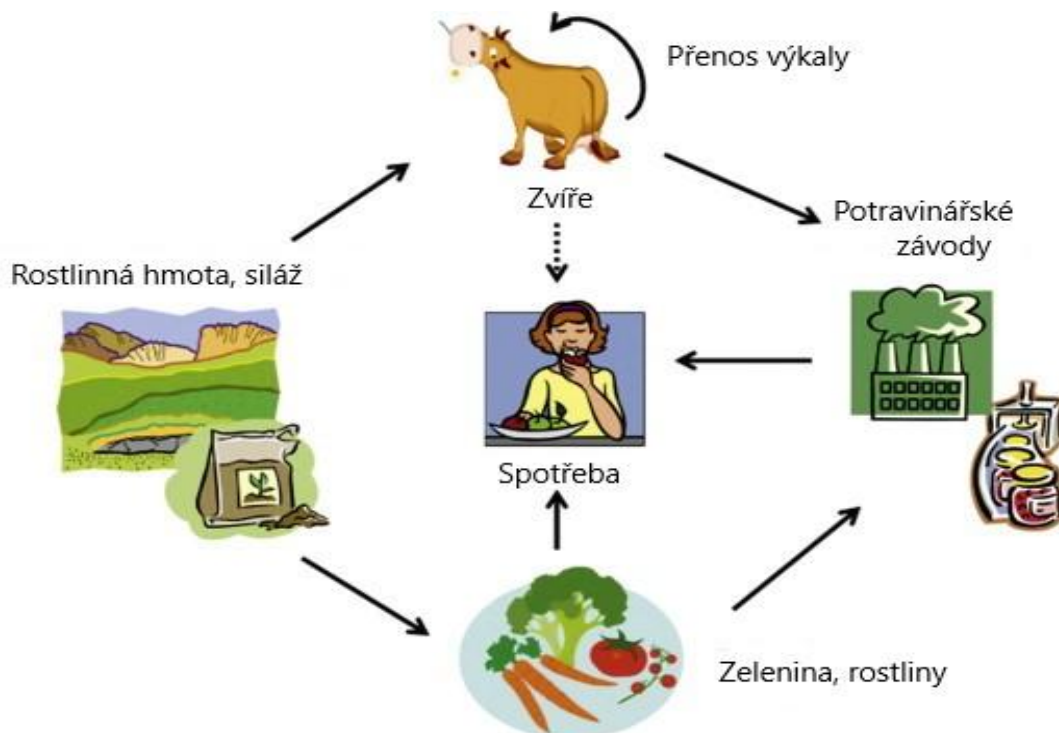 Přenos výkaly
Zvíře
Potravinářské
závody
Rostlinná hmota, siláž
Spotřeba
Zelenina, rostliny